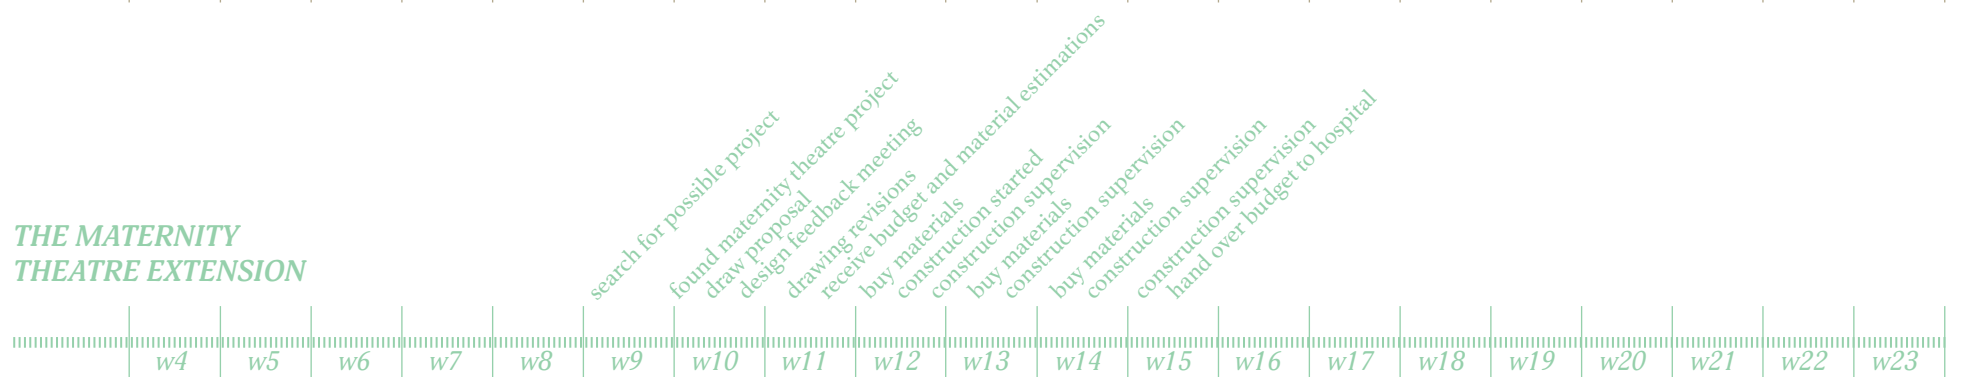 THE MATERNITY
THEATRE EXTENSION
search for possible project
found maternity theatre project
draw proposal
design feedback meeting
drawing revisions
receive budget and material estimations
buy materials
construction started
construction supervision
buy materials
construction supervision
buy materials
construction supervision
construction supervision
hand over budget to hospital
w4
w5
w6
w7
w8
w9
w10
w11
w12
w13
w14
w15
w16
w17
w18
w19
w20
w21
w22
w23